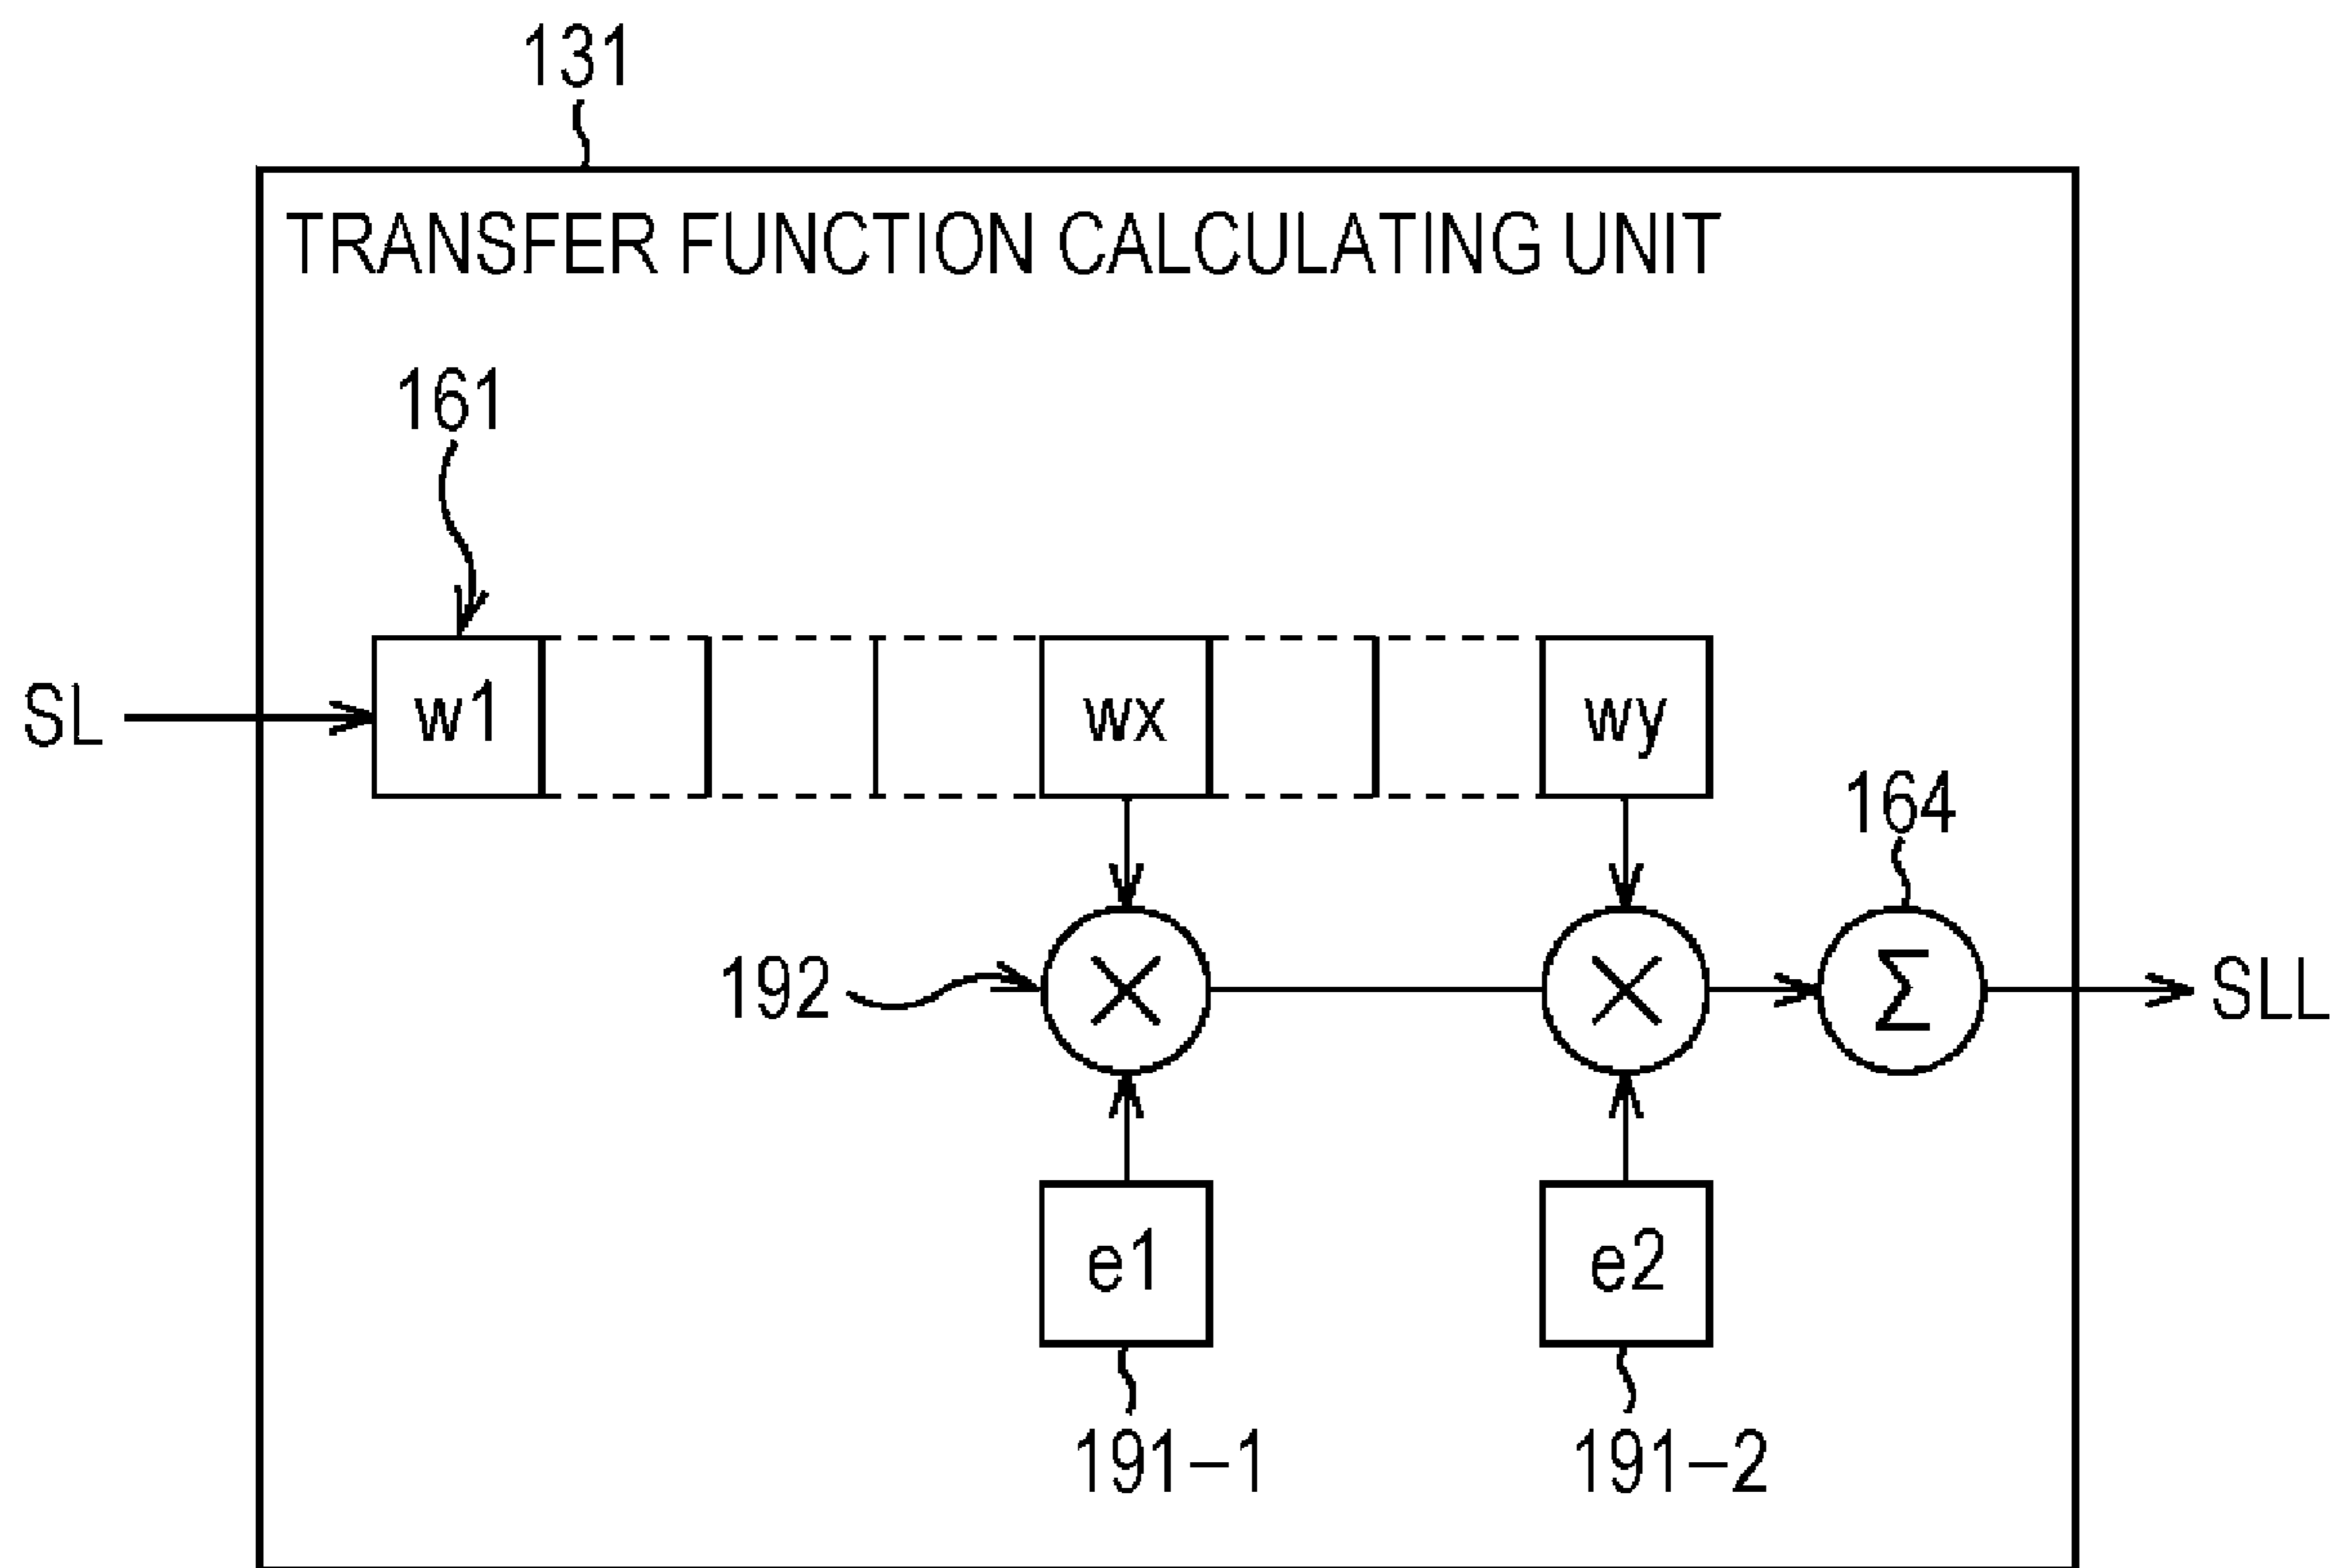 131
TRANSFER FUNCTION CALCULATING UNIT
161
SL
w1
wx
wy
164
192
×
×
Σ
SLL
e1
e2
191–1
191–2